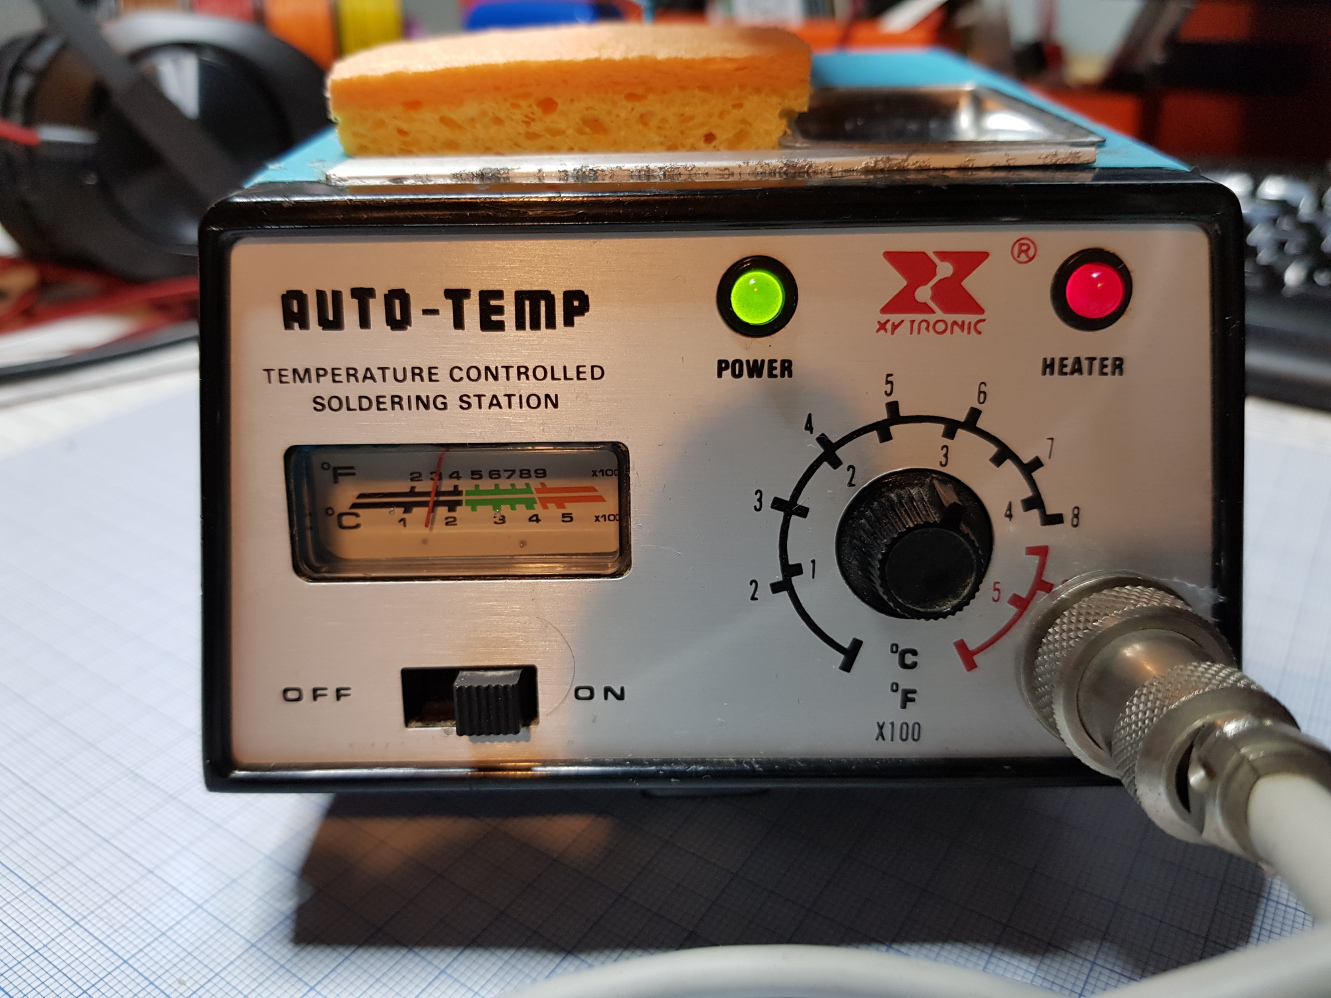 AUTO-TEMP
TEMPERATURE CONTROLLED
SOLDERING STATION
POWER
XYTRONIC
®
HEATER
°F
2 3 4 5 6 7 8 9
x100
°C
1 2 3 4 5
x100
OFF
ON
2 3 4 5 6 7 8
1 2 3 4 5
°C
°F
X100